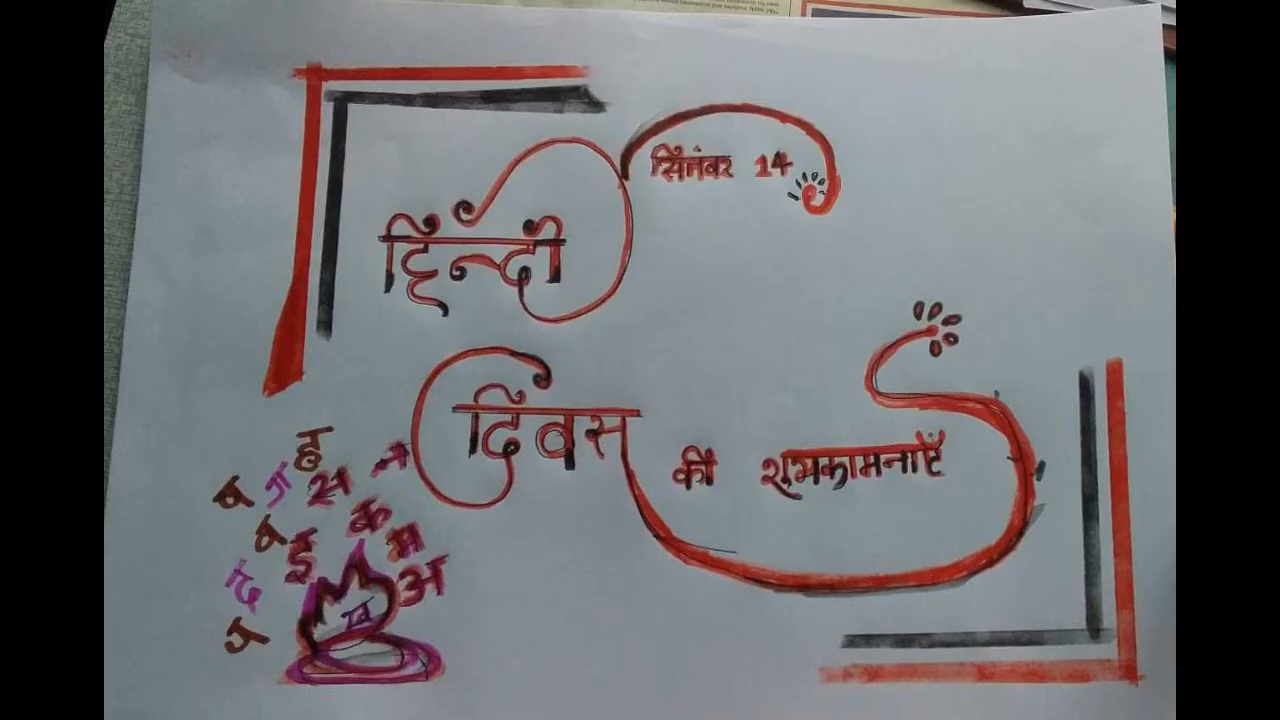 सिंतंबर 14
हिन्दी
दिवस
की शुभकामनाएँ
ह
व ग स न
क
व इ म
द अ
प